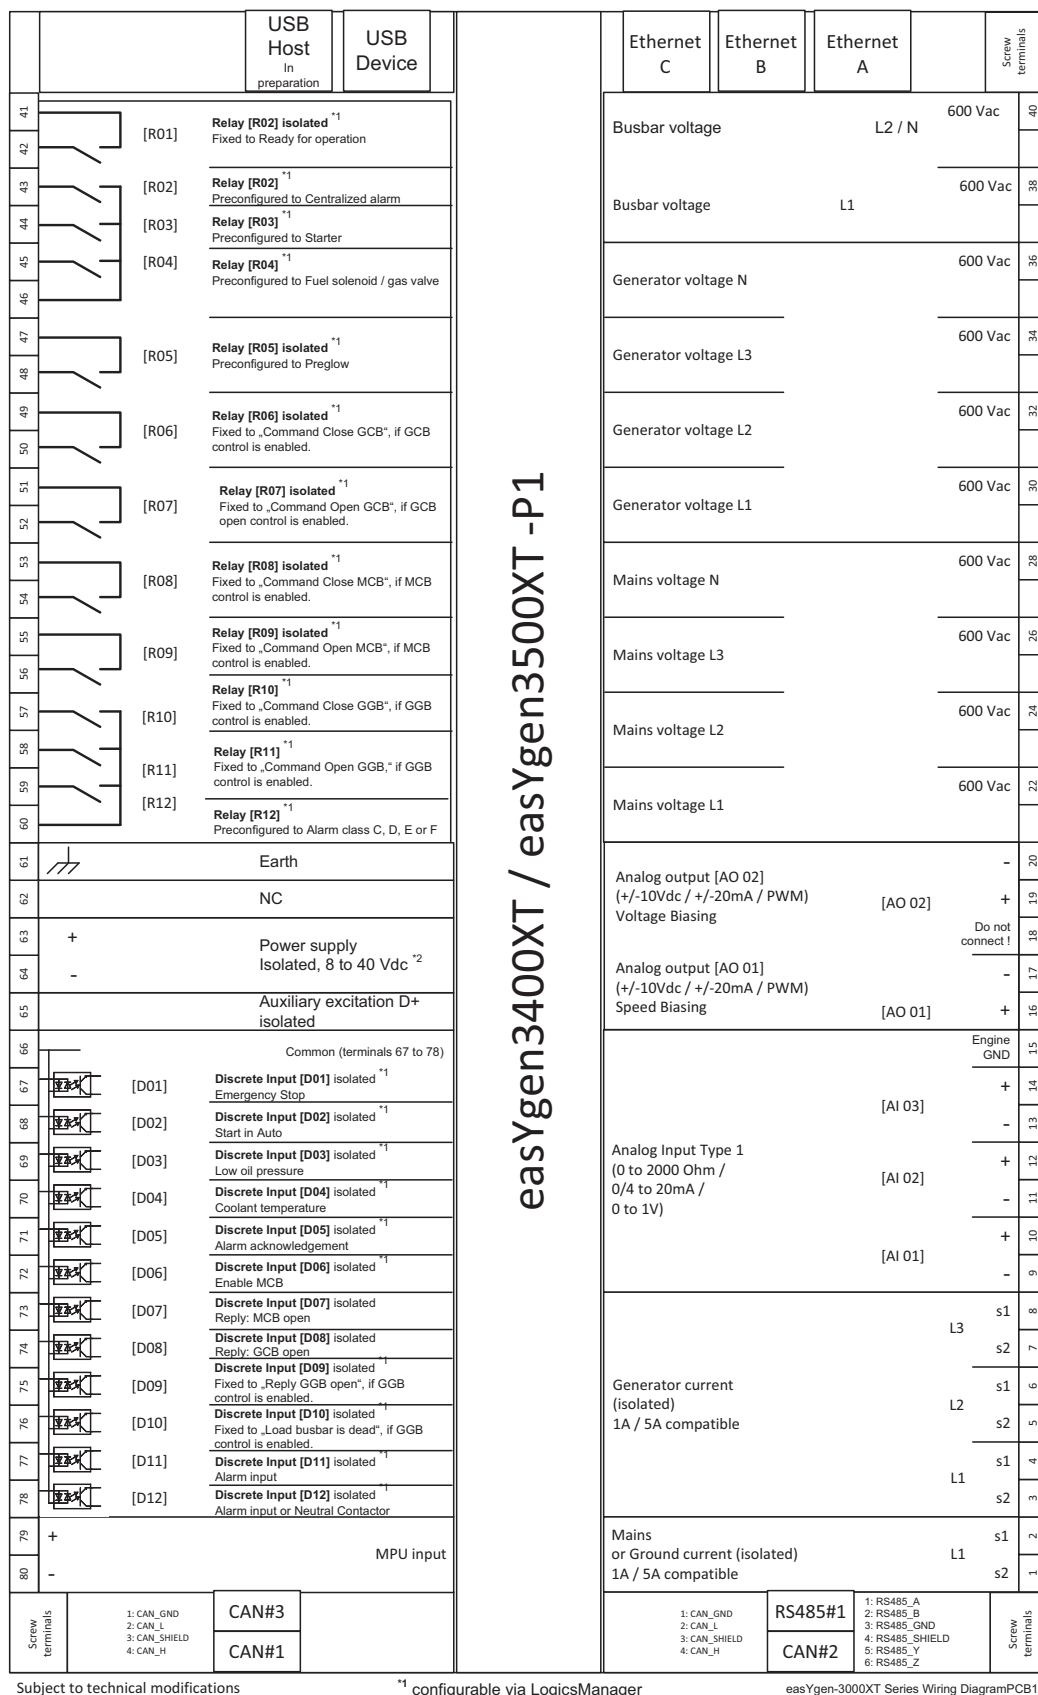 USB
Host
In
preparation
USB
Device
Ethernet
C
Ethernet
B
Ethernet
A
Screw
terminals
41
42
[R01]
Relay [R02] isolated *1
Fixed to Ready for operation
43
[R02]
Relay [R02] *1
Preconfigured to Centralized alarm
44
[R03]
Relay [R03] *1
Preconfigured to Starter
45
46
[R04]
Relay [R04] *1
Preconfigured to Fuel solenoid / gas valve
47
48
[R05]
Relay [R05] isolated *1
Preconfigured to Preglow
49
50
[R06]
Relay [R06] isolated *1
Fixed to „Command Close GCB“, if GCB
control is enabled.
51
52
[R07]
Relay [R07] isolated *1
Fixed to „Command Open GCB“, if GCB
open control is enabled.
53
54
[R08]
Relay [R08] isolated *1
Fixed to „Command Close MCB“, if MCB
control is enabled.
55
56
[R09]
Relay [R09] isolated *1
Fixed to „Command Open MCB“, if MCB
control is enabled.
57
[R10]
Relay [R10] *1
Fixed to „Command Close GGB“, if GGB
control is enabled.
58
[R11]
Relay [R11] *1
Fixed to „Command Open GGB,“ if GGB
control is enabled.
59
60
[R12]
Relay [R12] *1
Preconfigured to Alarm class C, D, E or F
61
Earth
62
NC
63
+
64
-
Power supply
Isolated, 8 to 40 Vdc *2
65
Auxiliary excitation D+
isolated
66
Common (terminals 67 to 78)
67
[D01]
Discrete Input [D01] isolated *1
Emergency Stop
68
[D02]
Discrete Input [D02] isolated *1
Start in Auto
69
[D03]
Discrete Input [D03] isolated *1
Low oil pressure
70
[D04]
Discrete Input [D04] isolated *1
Coolant temperature
71
[D05]
Discrete Input [D05] isolated *1
Alarm acknowledgement
72
[D06]
Discrete Input [D06] isolated *1
Enable MCB
73
[D07]
Discrete Input [D07] isolated
Reply: MCB open
74
[D08]
Discrete Input [D08] isolated
Reply: GCB open
75
[D09]
Discrete Input [D09] isolated *1
Fixed to „Reply GGB open“, if GGB
control is enabled.
76
[D10]
Discrete Input [D10] isolated *1
Fixed to „Load busbar is dead“, if GGB
control is enabled.
77
[D11]
Discrete Input [D11] isolated *1
Alarm input
78
[D12]
Discrete Input [D12] isolated *1
Alarm input or Neutral Contactor
79
+
80
-
MPU input
Screw
terminals
1: CAN_GND
2: CAN_L
3: CAN_SHIELD
4: CAN_H
CAN#3
CAN#1
easYgen3400XT / easYgen3500XT -P1
Busbar voltage
L2 / N
600 Vac
40
Busbar voltage
L1
600 Vac
38
Generator voltage N
600 Vac
36
Generator voltage L3
600 Vac
34
Generator voltage L2
600 Vac
32
Generator voltage L1
600 Vac
30
Mains voltage N
600 Vac
28
Mains voltage L3
600 Vac
26
Mains voltage L2
600 Vac
24
Mains voltage L1
600 Vac
22
Analog output [AO 02]
(+/-10Vdc / +/-20mA / PWM)
Voltage Biasing
[AO 02]
-
20
+
19
Do not
connect !
18
Analog output [AO 01]
(+/-10Vdc / +/-20mA / PWM)
Speed Biasing
[AO 01]
-
17
+
16
Engine
GND
15
Analog Input Type 1
(0 to 2000 Ohm /
0/4 to 20mA /
0 to 1V)
[AI 03]
+
14
-
13
[AI 02]
+
12
-
11
[AI 01]
+
10
-
9
Generator current
(isolated)
1A / 5A compatible
L3
s1
8
s2
7
L2
s1
6
s2
5
L1
s1
4
s2
3
Mains
or Ground current (isolated)
1A / 5A compatible
L1
s1
2
s2
1
1: CAN_GND
2: CAN_L
3: CAN_SHIELD
4: CAN_H
RS485#1
CAN#2
1: RS485_A
2: RS485_B
3: RS485_GND
4: RS485_SHIELD
5: RS485_Y
6: RS485_Z
Screw
terminals
Subject to technical modifications
*1 configurable via LogicsManager
easYgen-3000XT Series Wiring DiagramPCB1